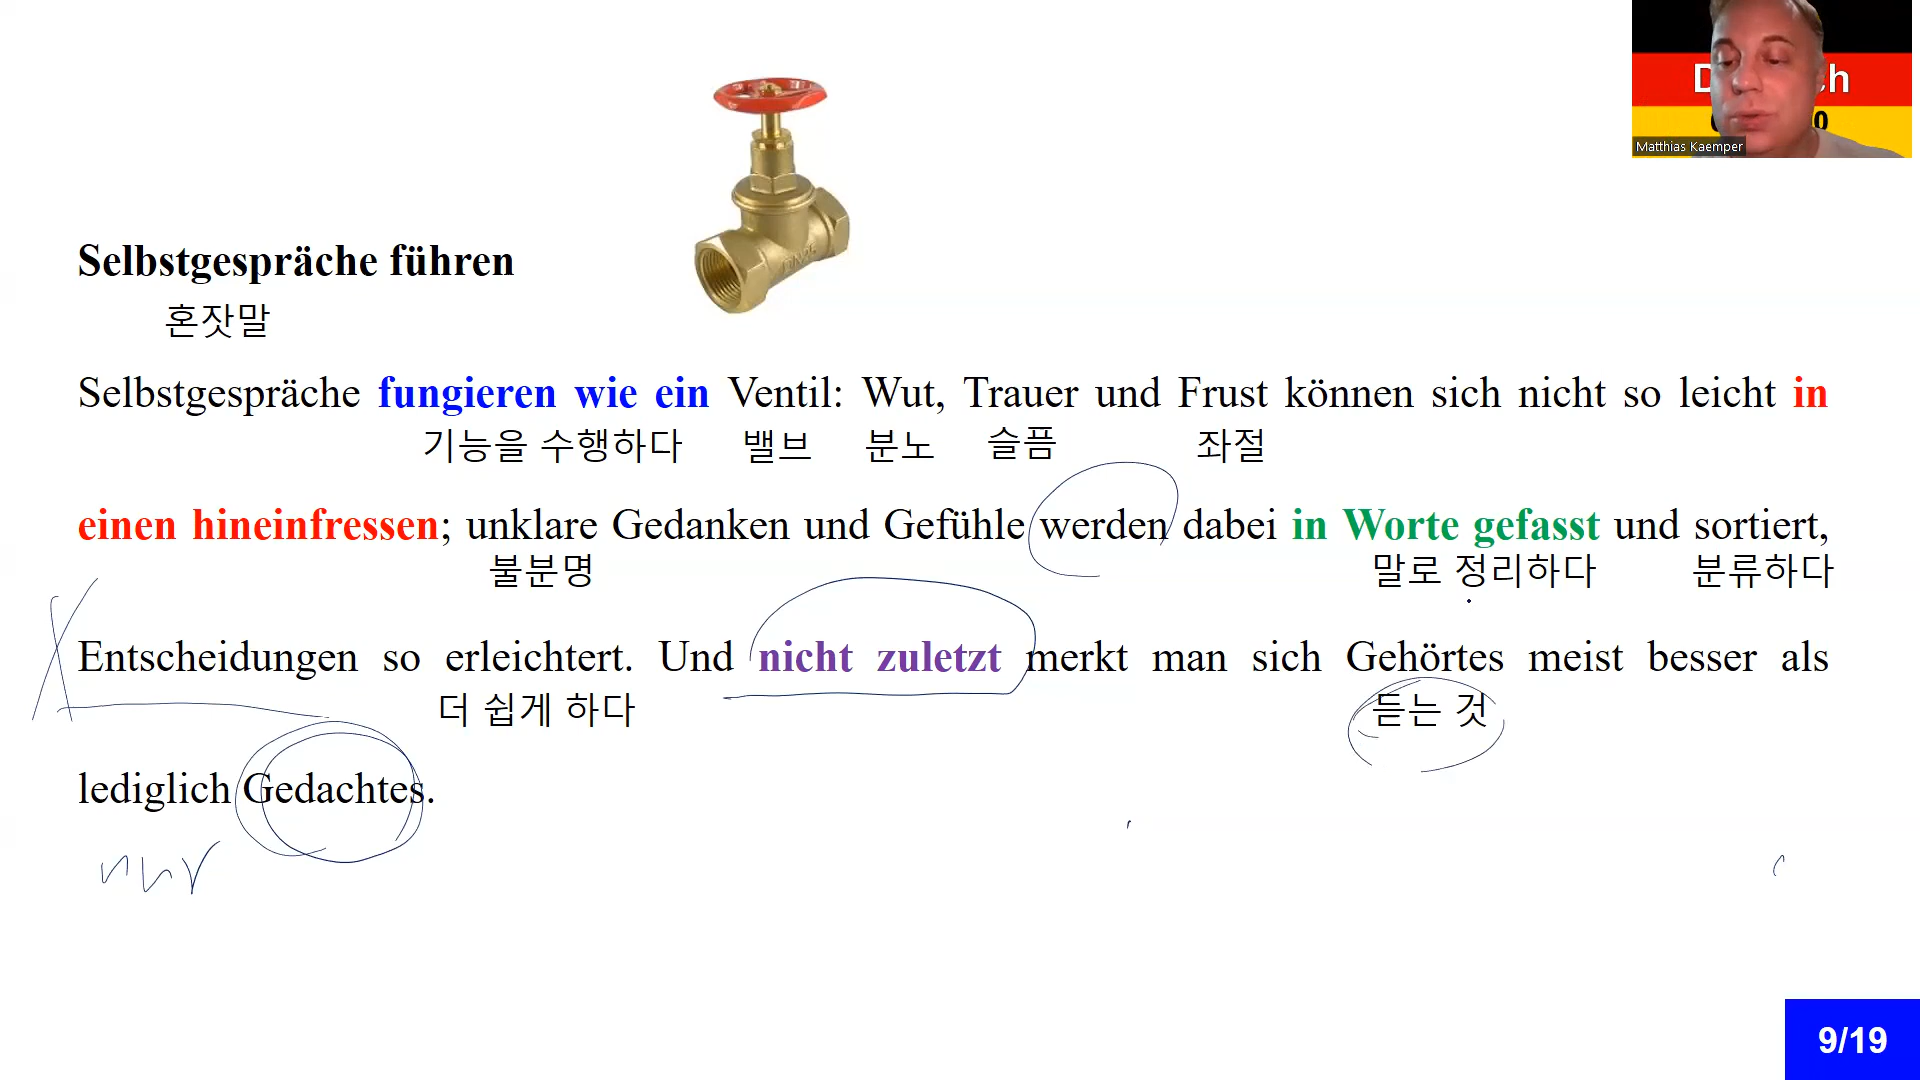 Matthias Kaemper
Selbstgespräche führen
혼잣말
Selbstgespräche fungieren wie ein Ventil: Wut, Trauer und Frust können sich nicht so leicht in
기능을 수행하다 밸브 분노 슬픔 좌절
einen hineinfressen; unklare Gedanken und Gefühle werden dabei in Worte gefasst und sortiert,
불분명 말로 정리하다 분류하다
Entscheidungen so erleichtert. Und nicht zuletzt merkt man sich Gehörtes meist besser als
더 쉽게 하다 듣는 것
lediglich Gedachtes.
nur
9/19